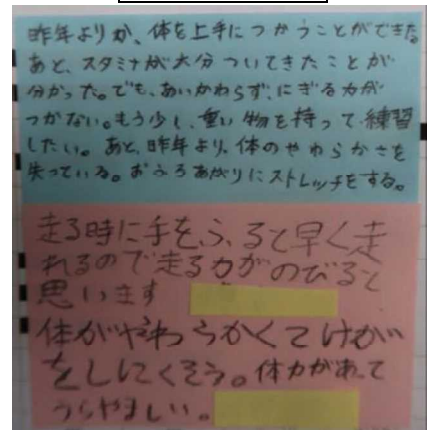 昨年よりか、体を上手につかうことができた。
あと、スタミナが大分ついてきたことが
分かった。でも、あいかわらず、にぎる力が
つかない。もう少し、重い物を持って練習
したい。あと、昨年より、体のやわらかさを
失っている。おふろあがりにストレッチをする。
走る時に手を、ふ、ると早く走
れるので走る力がのびると
思います
体がやわらかくてけが
をしにくそう。体力があって
うらやましい。